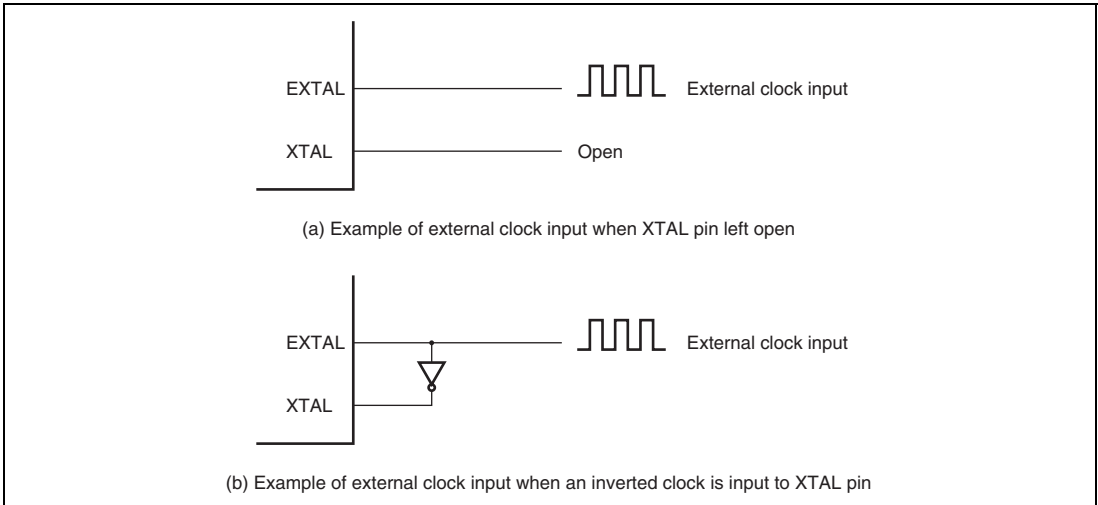 EXTAL
External clock input
XTAL
Open
(a) Example of external clock input when XTAL pin left open
EXTAL
External clock input
XTAL
(b) Example of external clock input when an inverted clock is input to XTAL pin